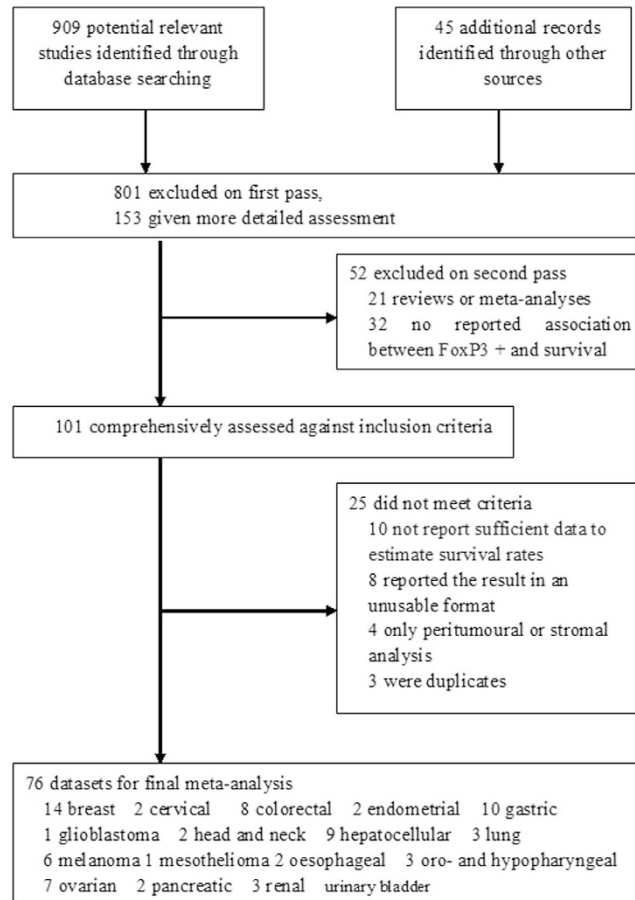 909 potential relevant
studies identified through
database searching
45 additional records
identified through other
sources
801 excluded on first pass,
153 given more detailed assessment
52 excluded on second pass
21 reviews or meta-analyses
32 no reported association
between FoxP3 + and survival
101 comprehensively assessed against inclusion criteria
25 did not meet criteria
10 not report sufficient data to
estimate survival rates
8 reported the result in an
unusable format
4 only peritumoural or stromal
analysis
3 were duplicates
76 datasets for final meta-analysis
14 breast 2 cervical 8 colorectal 2 endometrial 10 gastric
1 glioblastoma 2 head and neck 9 hepatocellular 3 lung
6 melanoma 1 mesothelioma 2 oesophageal 3 oro- and hypopharyngeal
7 ovarian 2 pancreatic 3 renal urinary bladder